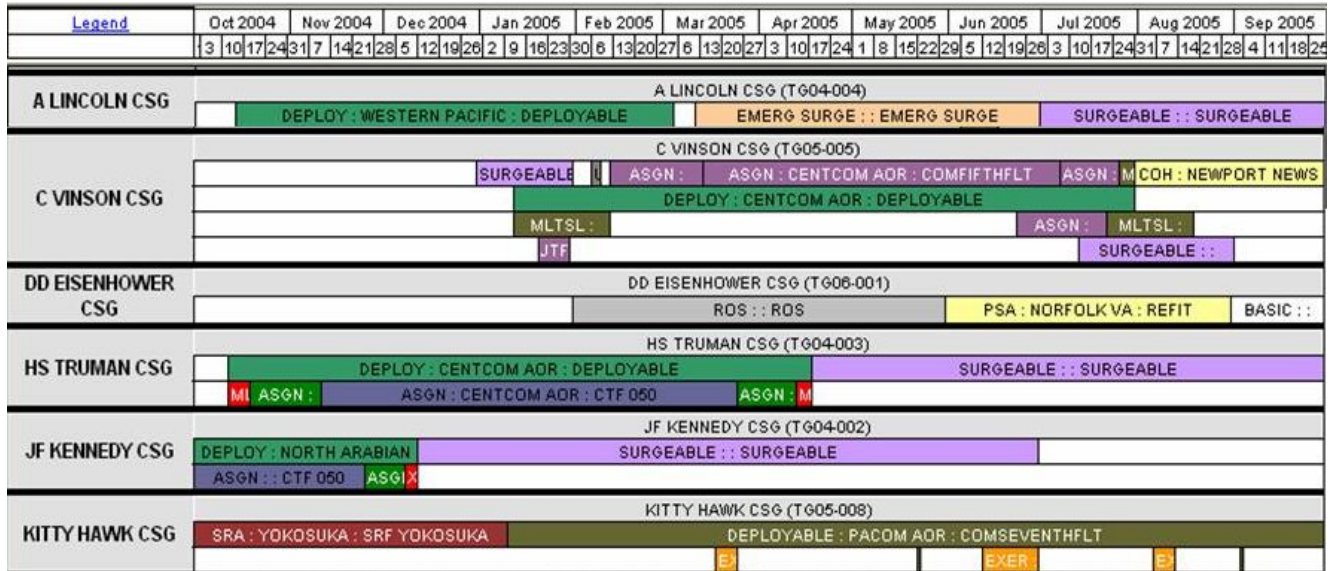 Legend
Oct 2004 Nov 2004 Dec 2004 Jan 2005 Feb 2005 Mar 2005 Apr 2005 May 2005 Jun 2005 Jul 2005 Aug 2005 Sep 2005
3 10 17 24 31 7 14 21 28 5 12 19 26 2 9 16 23 30 6 13 20 27 6 13 20 27 3 10 17 24 1 8 15 22 29 5 12 19 26 3 10 17 24 31 7 14 21 28 4 11 18 25
A LINCOLN CSG
A LINCOLN CSG (TG04-004)
DEPLOY : WESTERN PACIFIC : DEPLOYABLE EMERG SURGE : : EMERG SURGE SURGEABLE : : SURGEABLE
C VINSON CSG
C VINSON CSG (TG05-005)
SURGEABLE ASGN : ASGN : CENTCOM AOR : COMFIFTHFLT ASGN : M COH : NEWPORT NEWS
DEPLOY : CENTCOM AOR : DEPLOYABLE
MLTSL : ASGN : MLTSL :
JTF SURGEABLE : :
DD EISENHOWER
CSG
DD EISENHOWER CSG (TG06-001)
ROS : : ROS PSA : NORFOLK VA : REFIT BASIC : :
HS TRUMAN CSG
HS TRUMAN CSG (TG04-003)
DEPLOY : CENTCOM AOR : DEPLOYABLE SURGEABLE : : SURGEABLE
ML ASGN : ASGN : CENTCOM AOR : CTF 050 ASGN : M
JF KENNEDY CSG
JF KENNEDY CSG (TG04-002)
DEPLOY : NORTH ARABIAN SURGEABLE : : SURGEABLE
ASGN : : CTF 050 ASGI X
KITTY HAWK CSG
KITTY HAWK CSG (TG05-008)
SRA : YOKOSUKA : SRF YOKOSUKA DEPLOYABLE : PACOM AOR : COMSEVENTHFLT
EX EXER : EX